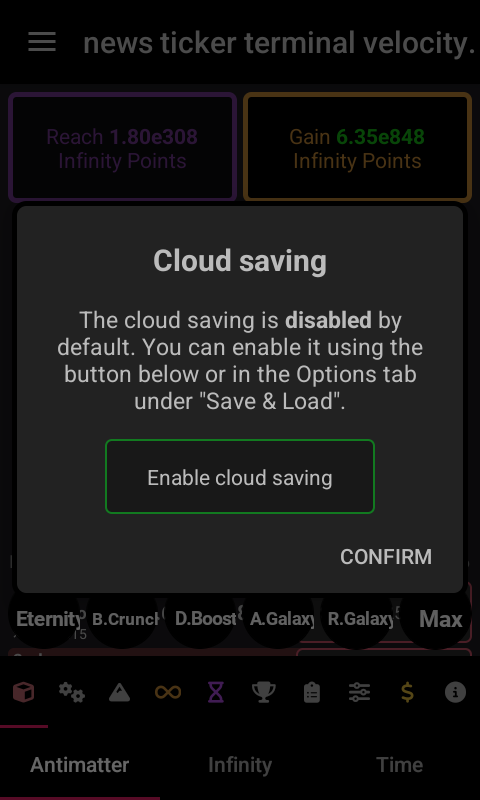 news ticker terminal velocity.
Reach 1.80e308
Infinity Points
Gain 6.35e848
Infinity Points
Cloud saving
The cloud saving is disabled by
default. You can enable it using the
button below or in the Options tab
under "Save & Load".
Enable cloud saving
CONFIRM
Eternity
B.Crunch
D.Boost
A.Galaxy
R.Galaxy
Max
Antimatter
Infinity
Time